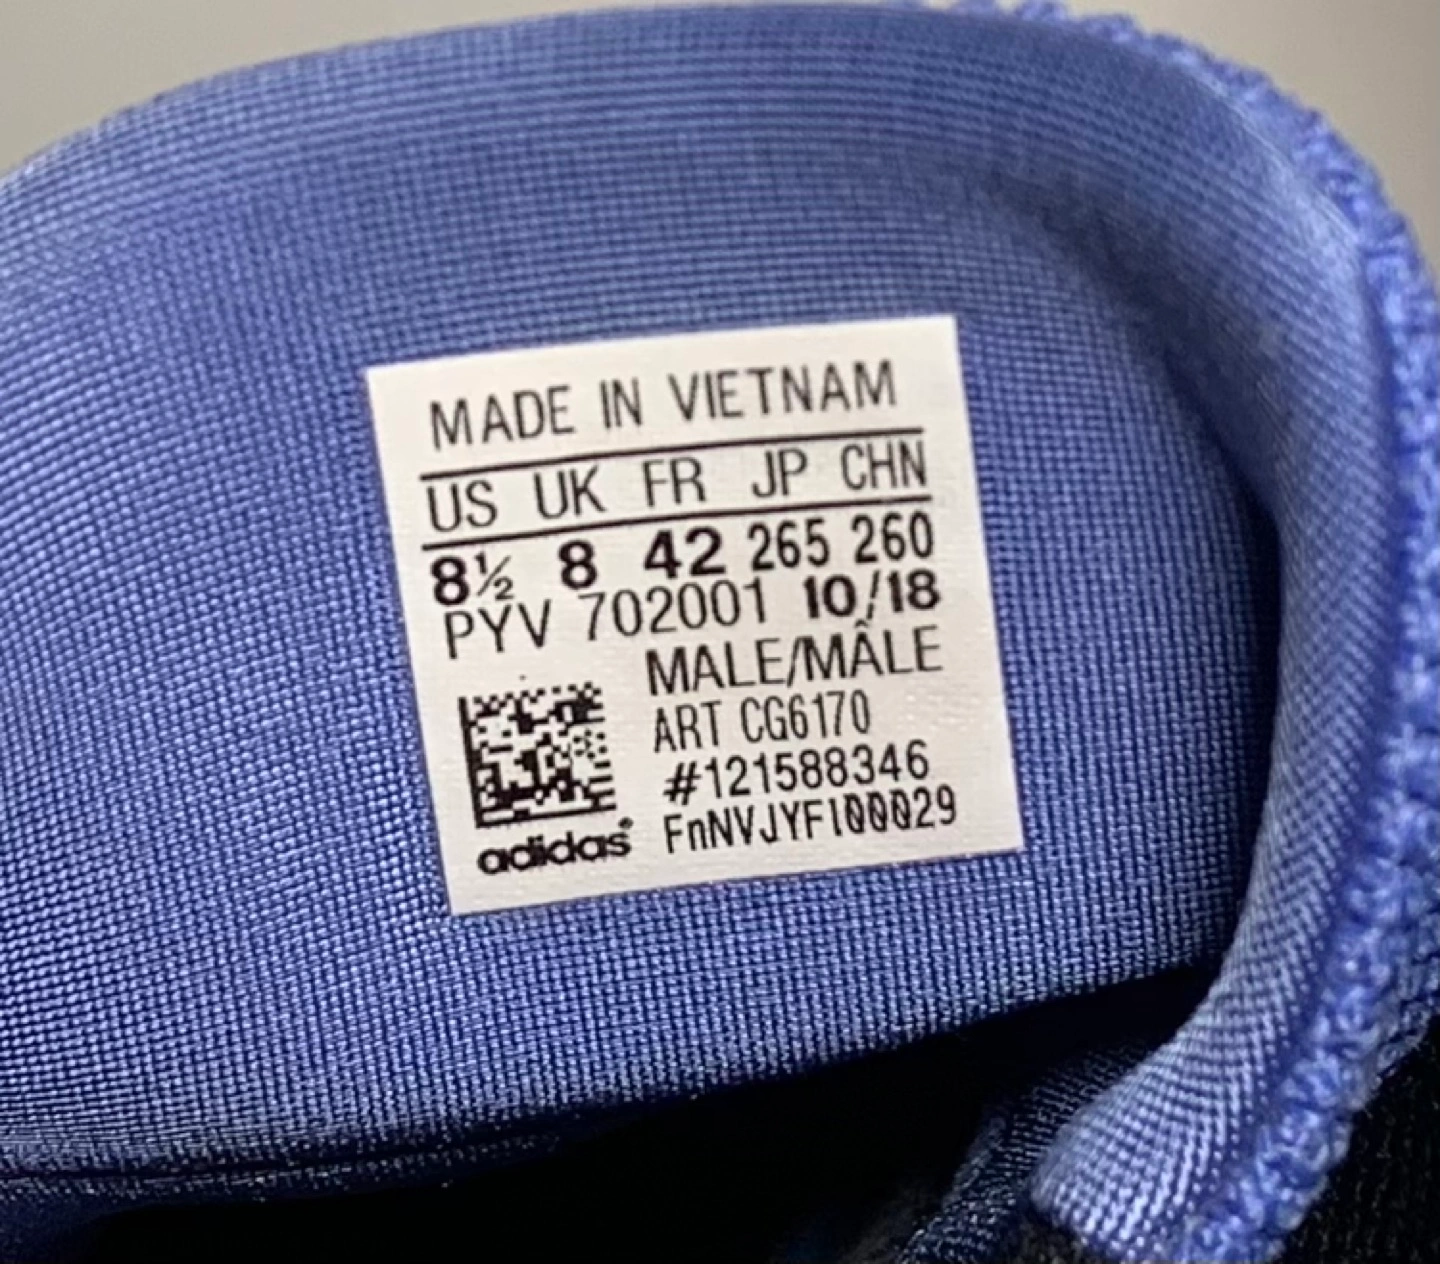 MADE IN VIETNAM
US UK FR JP CHN
8½ 8 42 265 260
PYV 702001 10/18
MALE/MÂLE
ART CG6170
#121588346
FnNVJYFI00029
adidas®